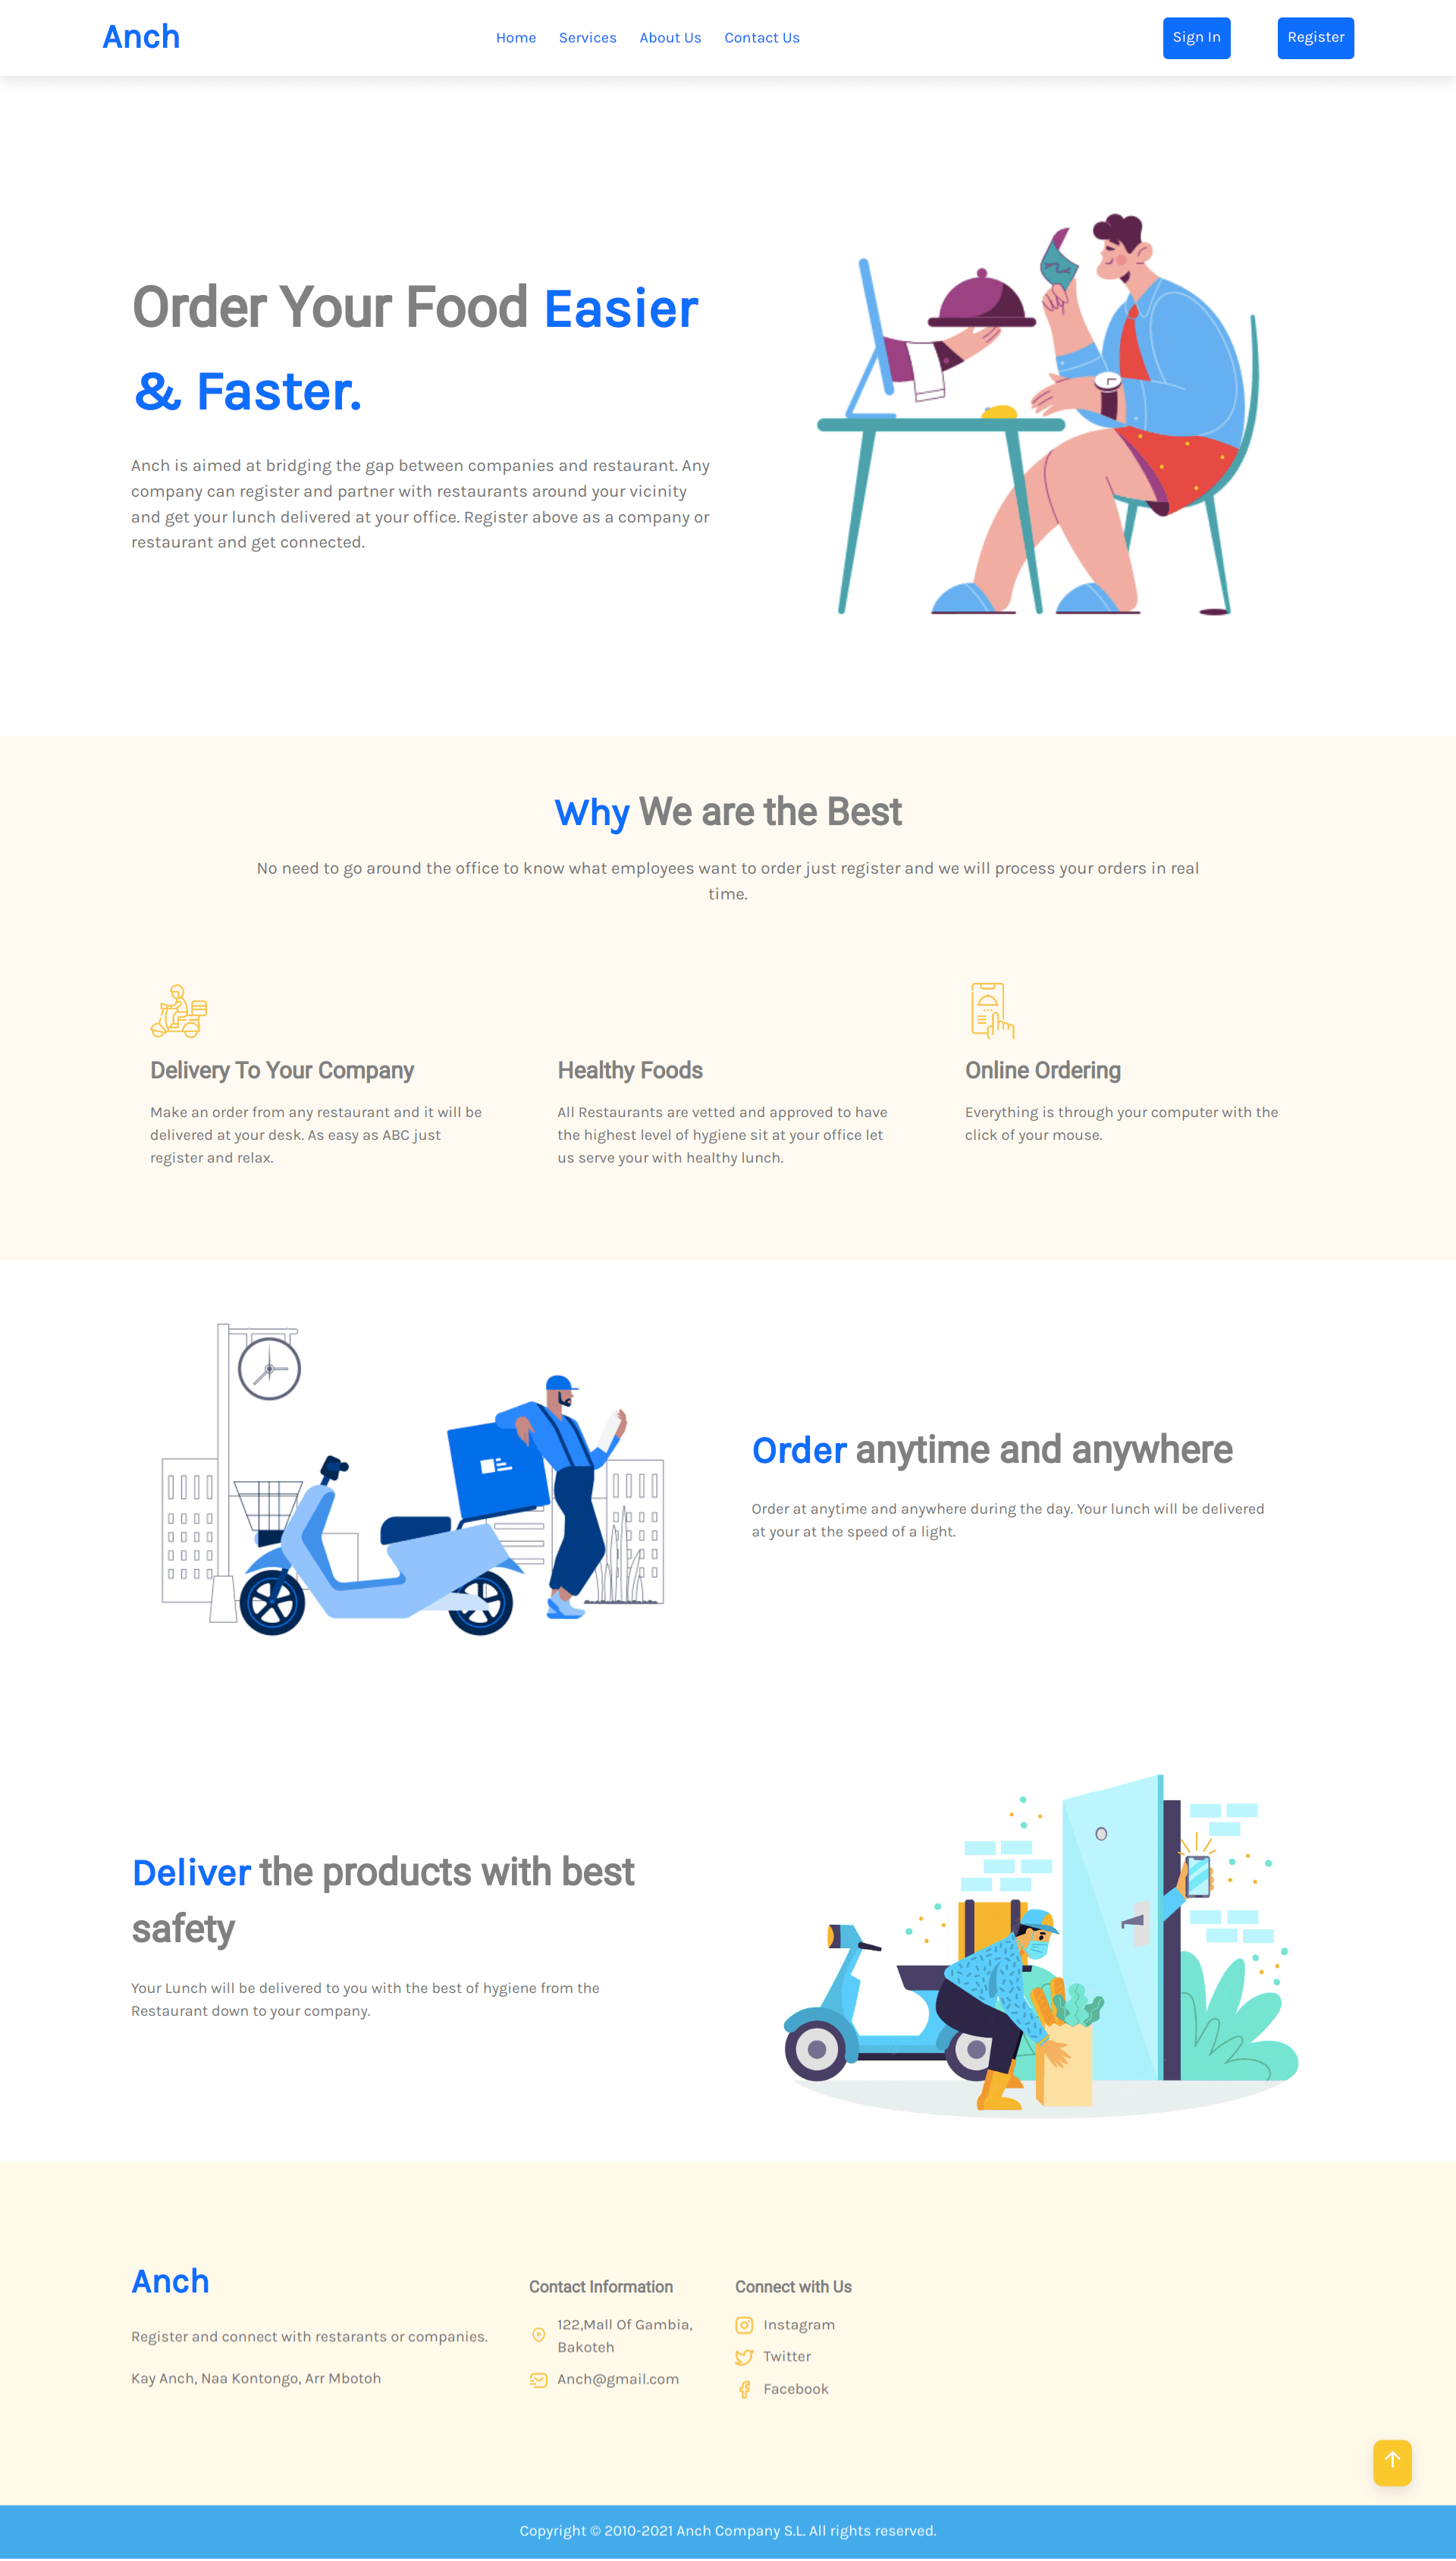 Anch
Home Services About Us Contact Us
Sign In
Register
Order Your Food Easier
& Faster.
Anch is aimed at bridging the gap between companies and restaurant. Any
company can register and partner with restaurants around your vicinity
and get your lunch delivered at your office. Register above as a company or
restaurant and get connected.
Why We are the Best
No need to go around the office to know what employees want to order just register and we will process your orders in real
time.
Delivery To Your Company
Make an order from any restaurant and it will be
delivered at your desk. As easy as ABC just
register and relax.
Healthy Foods
All Restaurants are vetted and approved to have
the highest level of hygiene sit at your office let
us serve your with healthy lunch.
Online Ordering
Everything is through your computer with the
click of your mouse.
Order anytime and anywhere
Order at anytime and anywhere during the day. Your lunch will be delivered
at your at the speed of a light.
Deliver the products with best
safety
Your Lunch will be delivered to you with the best of hygiene from the
Restaurant down to your company.
Anch
Register and connect with restarants or companies.
Kay Anch, Naa Kontongo, Arr Mbotoh
Contact Information
122,Mall Of Gambia,
Bakoteh
Anch@gmail.com
Connect with Us
Instagram
Twitter
Facebook
Copyright © 2010-2021 Anch Company S.L. All rights reserved.